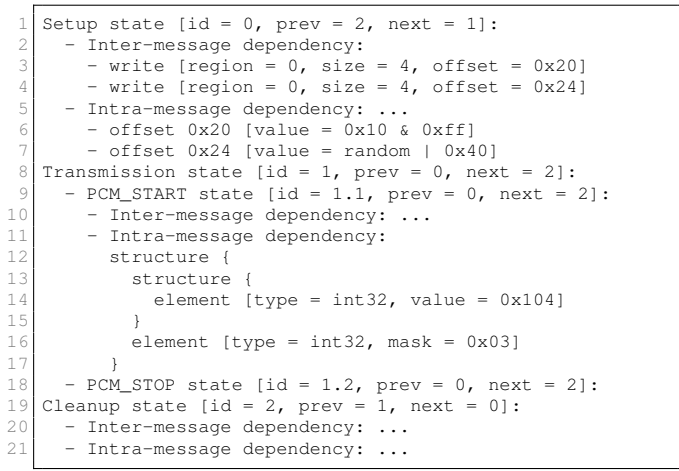 1 Setup state [id = 0, prev = 2, next = 1]:
2   - Inter-message dependency:
3     - write [region = 0, size = 4, offset = 0x20]
4     - write [region = 0, size = 4, offset = 0x24]
5   - Intra-message dependency: ...
6     - offset 0x20 [value = 0x10 & 0xff]
7     - offset 0x24 [value = random | 0x40]
8 Transmission state [id = 1, prev = 0, next = 2]:
9   - PCM_START state [id = 1.1, prev = 0, next = 2]:
10     - Inter-message dependency: ...
11     - Intra-message dependency:
12       structure {
13         structure {
14           element [type = int32, value = 0x104]
15         }
16         element [type = int32, mask = 0x03]
17       }
18   - PCM_STOP state [id = 1.2, prev = 0, next = 2]:
19 Cleanup state [id = 2, prev = 1, next = 0]:
20   - Inter-message dependency: ...
21   - Intra-message dependency: ...